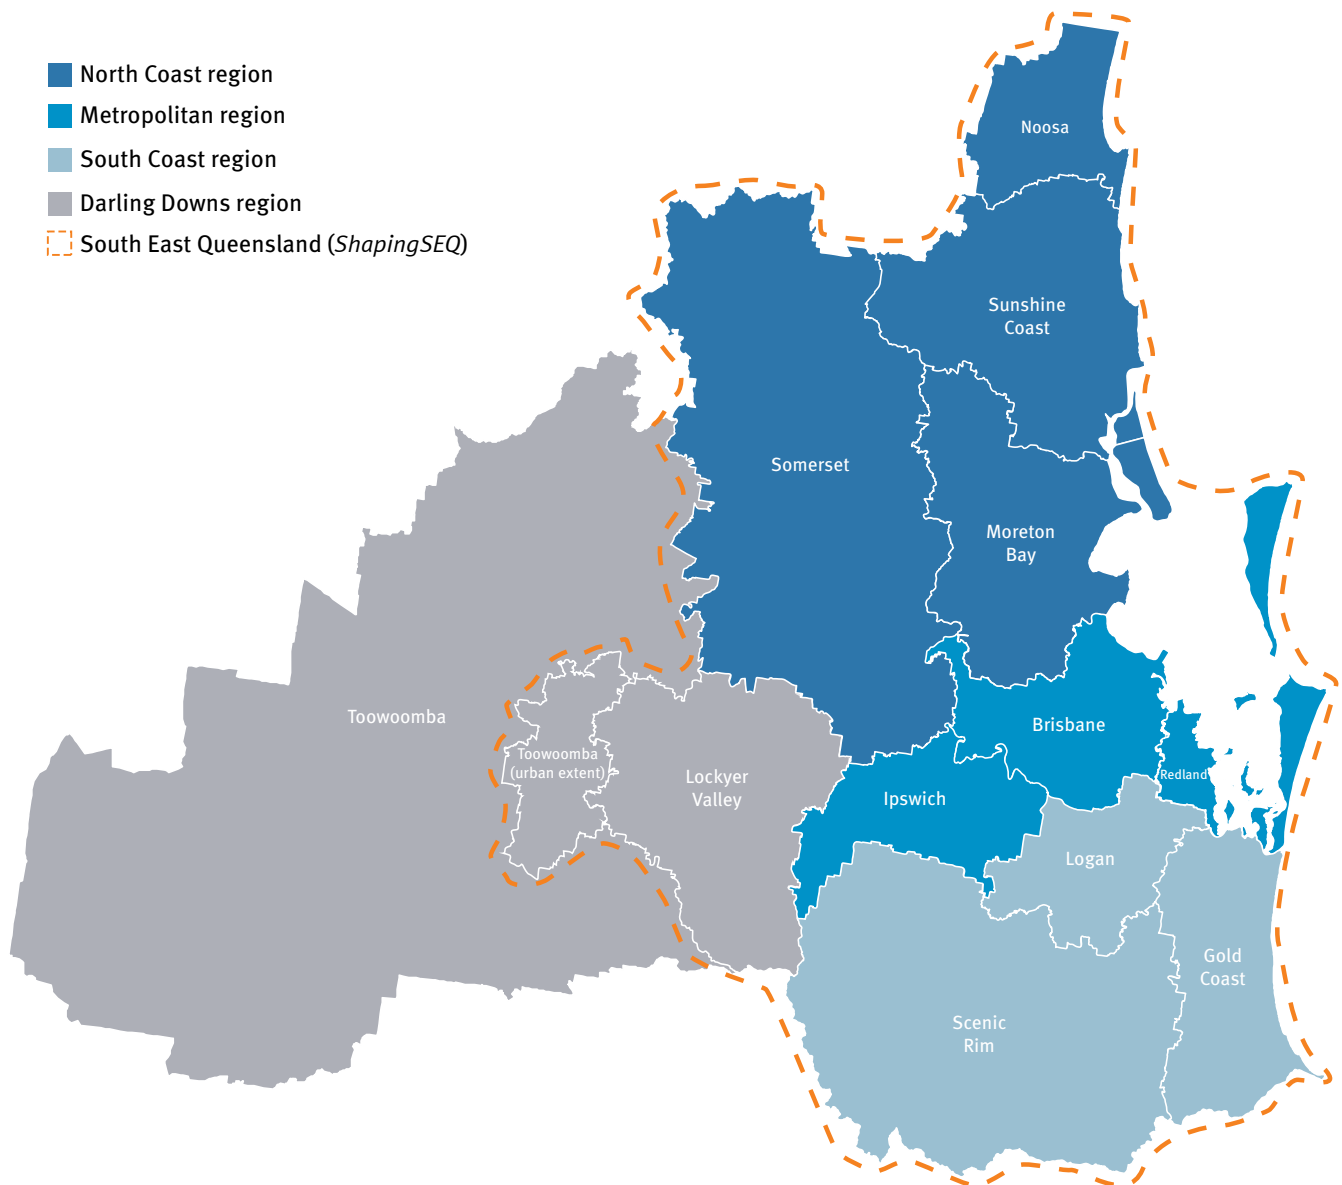 North Coast region
Metropolitan region
South Coast region
Darling Downs region
South East Queensland (ShapingSEQ)
Noosa
Sunshine
Coast
Somerset
Moreton
Bay
Toowoomba
Toowoomba
(urban extent)
Lockyer
Valley
Brisbane
Redland
Ipswich
Logan
Gold
Coast
Scenic
Rim